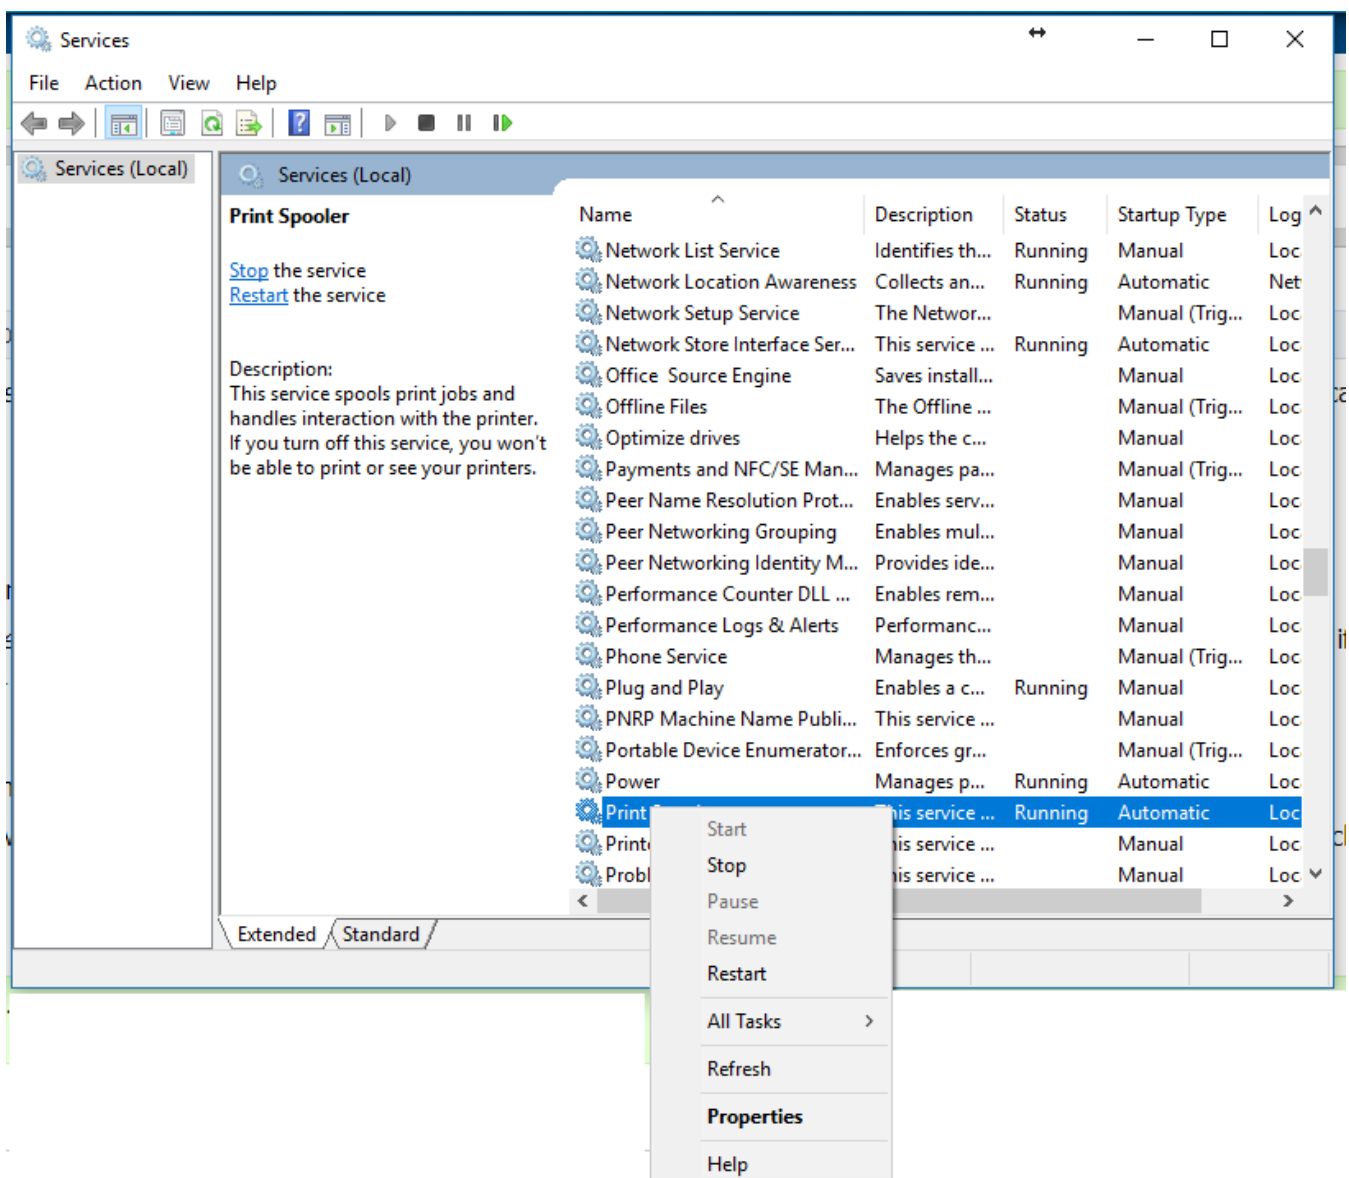 Services
File Action View Help
Services (Local)
Services (Local)
Print Spooler
Stop the service
Restart the service
Description:
This service spools print jobs and
handles interaction with the printer.
If you turn off this service, you won't
be able to print or see your printers.
Name Description Status Startup Type Log
Network List Service Identifies th... Running Manual Loc
Network Location Awareness Collects an... Running Automatic Net
Network Setup Service The Networ... Manual (Trig... Loc
Network Store Interface Ser... This service ... Running Automatic Loc
Office Source Engine Saves install... Manual Loc
Offline Files The Offline ... Manual (Trig... Loc
Optimize drives Helps the c... Manual Loc
Payments and NFC/SE Man... Manages pa... Manual (Trig... Loc
Peer Name Resolution Prot... Enables serv... Manual Loc
Peer Networking Grouping Enables mul... Manual Loc
Peer Networking Identity M... Provides ide... Manual Loc
Performance Counter DLL ... Enables rem... Manual Loc
Performance Logs & Alerts Performanc... Manual Loc
Phone Service Manages th... Manual (Trig... Loc
Plug and Play Enables a c... Running Manual Loc
PNRP Machine Name Publi... This service ... Manual Loc
Portable Device Enumerator... Enforces gr... Manual (Trig... Loc
Power Manages p... Running Automatic Loc
Print This service ... Running Automatic Loc
Printe his service ... Manual Loc
Probl his service ... Manual Loc
Start
Stop
Pause
Resume
Restart
All Tasks
Refresh
Properties
Help
Extended Standard